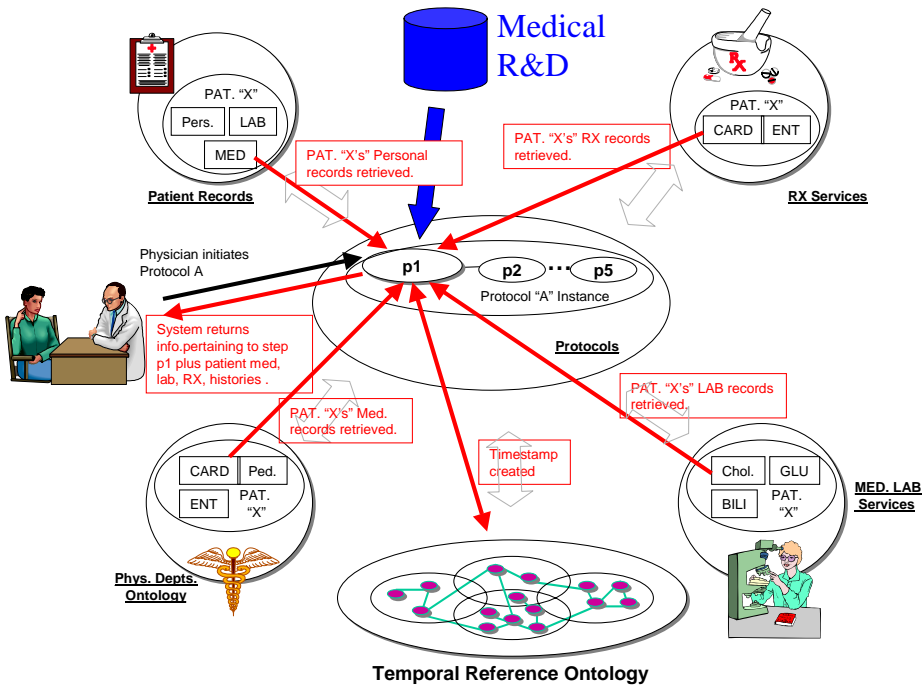 Medical
R&D
PAT. “X”
Pers.
LAB
MED
Patient Records
PAT. “X’s” Personal
records retrieved.
PAT. “X’s” RX records
retrieved.
RX
PAT. “X”
CARD
ENT
RX Services
Physician initiates
Protocol A
p1
p2
p5
Protocol “A” Instance
Protocols
System returns
info.pertaining to step
p1 plus patient med,
lab, RX, histories .
PAT. “X’s” Med.
records retrieved.
Timestamp
created
PAT. “X’s” LAB records
retrieved.
CARD
Ped.
ENT
PAT.
“X”
Phys. Depts.
Ontology
Chol.
GLU
BILI
PAT.
“X”
MED. LAB
Services
Temporal Reference Ontology